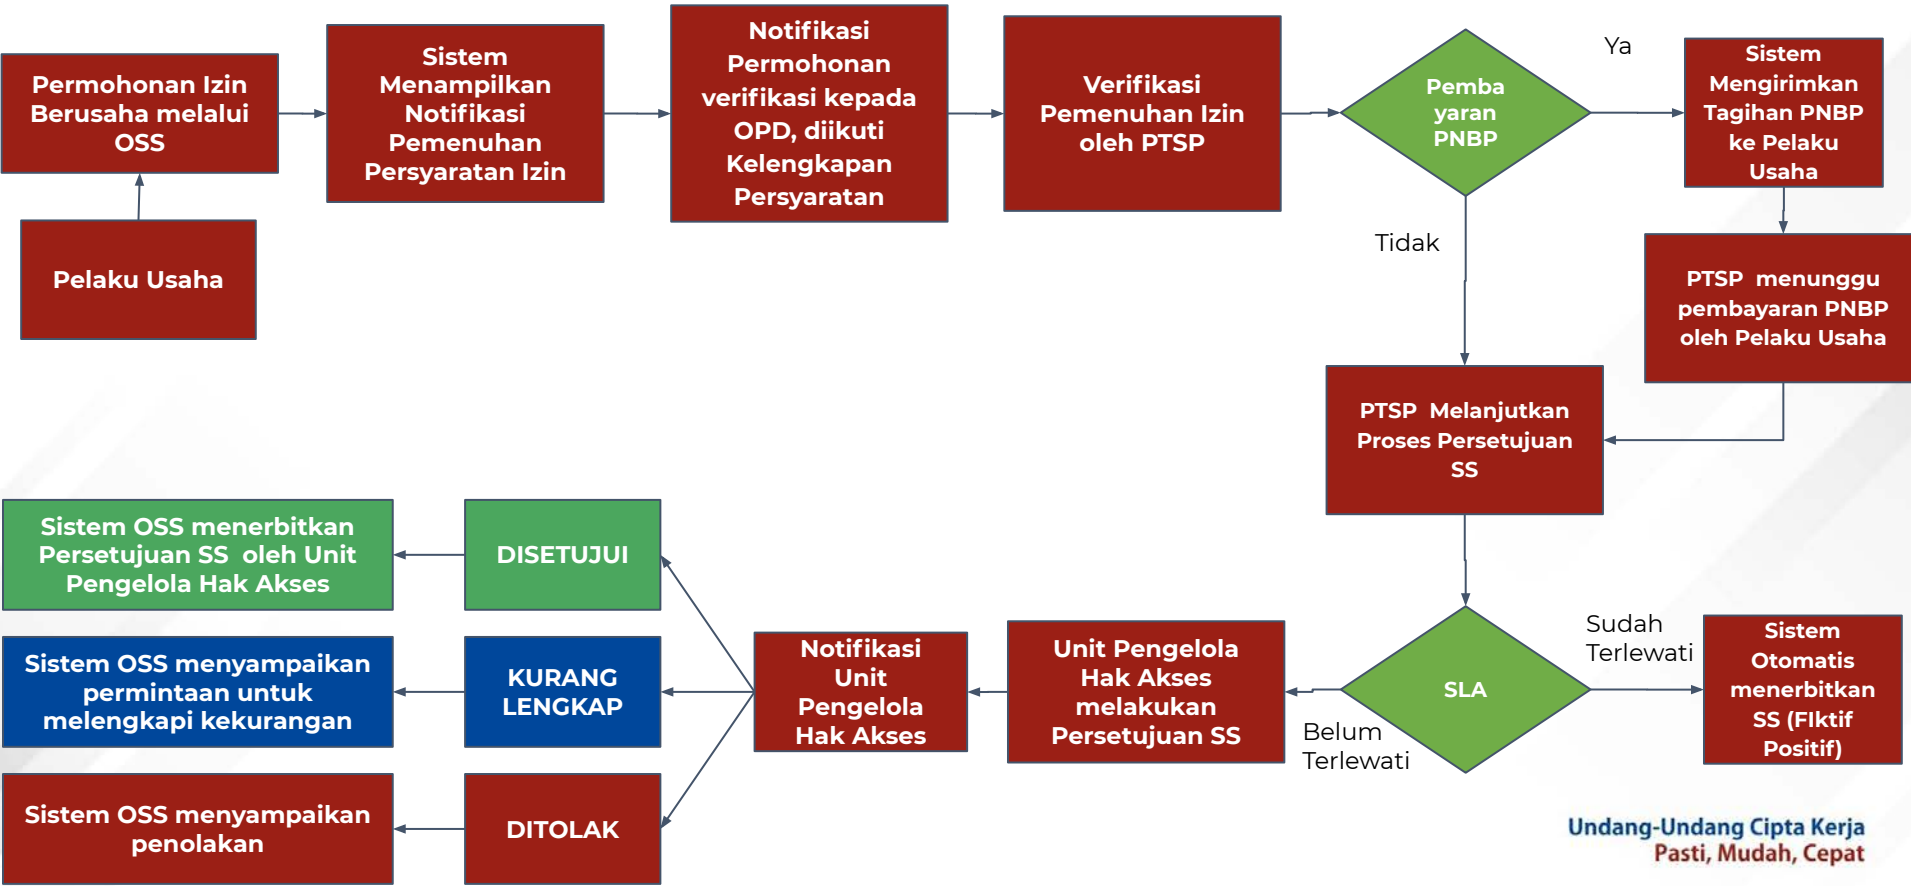 Permohonan Izin
Berusaha melalui
OSS
Sistem
Menampilkan
Notifikasi
Pemenuhan
Persyaratan Izin
Notifikasi
Permohonan
verifikasi kepada
OPD, diikuti
Kelengkapan
Persyaratan
Verifikasi
Pemenuhan Izin
oleh PTSP
Pemba
yaran
PNBP
Ya
Sistem
Mengirimkan
Tagihan PNBP
ke Pelaku
Usaha
Pelaku Usaha
Tidak
PTSP menunggu
pembayaran PNBP
oleh Pelaku Usaha
PTSP Melanjutkan
Proses Persetujuan
SS
SLA
Sudah
Terlewati
Sistem
Otomatis
menerbitkan
SS (FIktif
Positif)
Belum
Terlewati
Unit Pengelola
Hak Akses
melakukan
Persetujuan SS
Notifikasi
Unit
Pengelola
Hak Akses
DISETUJUI
Sistem OSS menerbitkan
Persetujuan SS oleh Unit
Pengelola Hak Akses
KURANG
LENGKAP
Sistem OSS menyampaikan
permintaan untuk
melengkapi kekurangan
DITOLAK
Sistem OSS menyampaikan
penolakan
Undang-Undang Cipta Kerja
Pasti, Mudah, Cepat